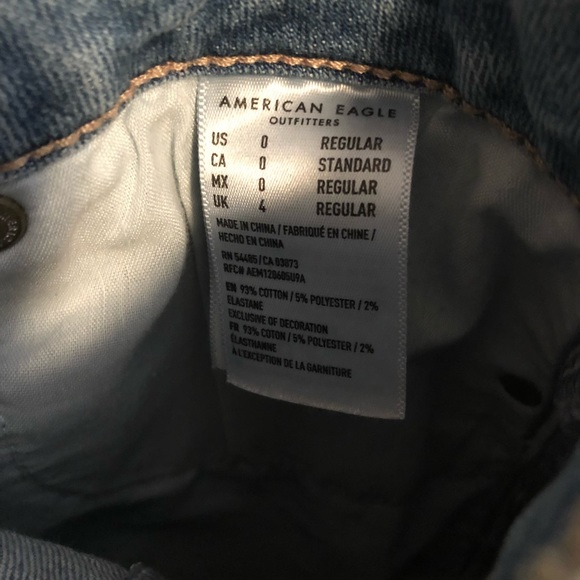 AMERICAN EAGLE
OUTFITTERS
US 0 REGULAR
CA 0 STANDARD
MX 0 REGULAR
UK 4 REGULAR
MADE IN CHINA / FABRIQUÉ EN CHINE /
HECHO EN CHINA
RN 54485/CA 03073
RFC# AEM120605U9A
EN 93% COTTON / 5% POLYESTER / 2%
ELASTANE
EXCLUSIVE OF DECORATION
FR 93% COTON / 5% POLYESTER / 2%
ÉLASTHANNE
À L'EXCEPTION DE LA GARNITURE